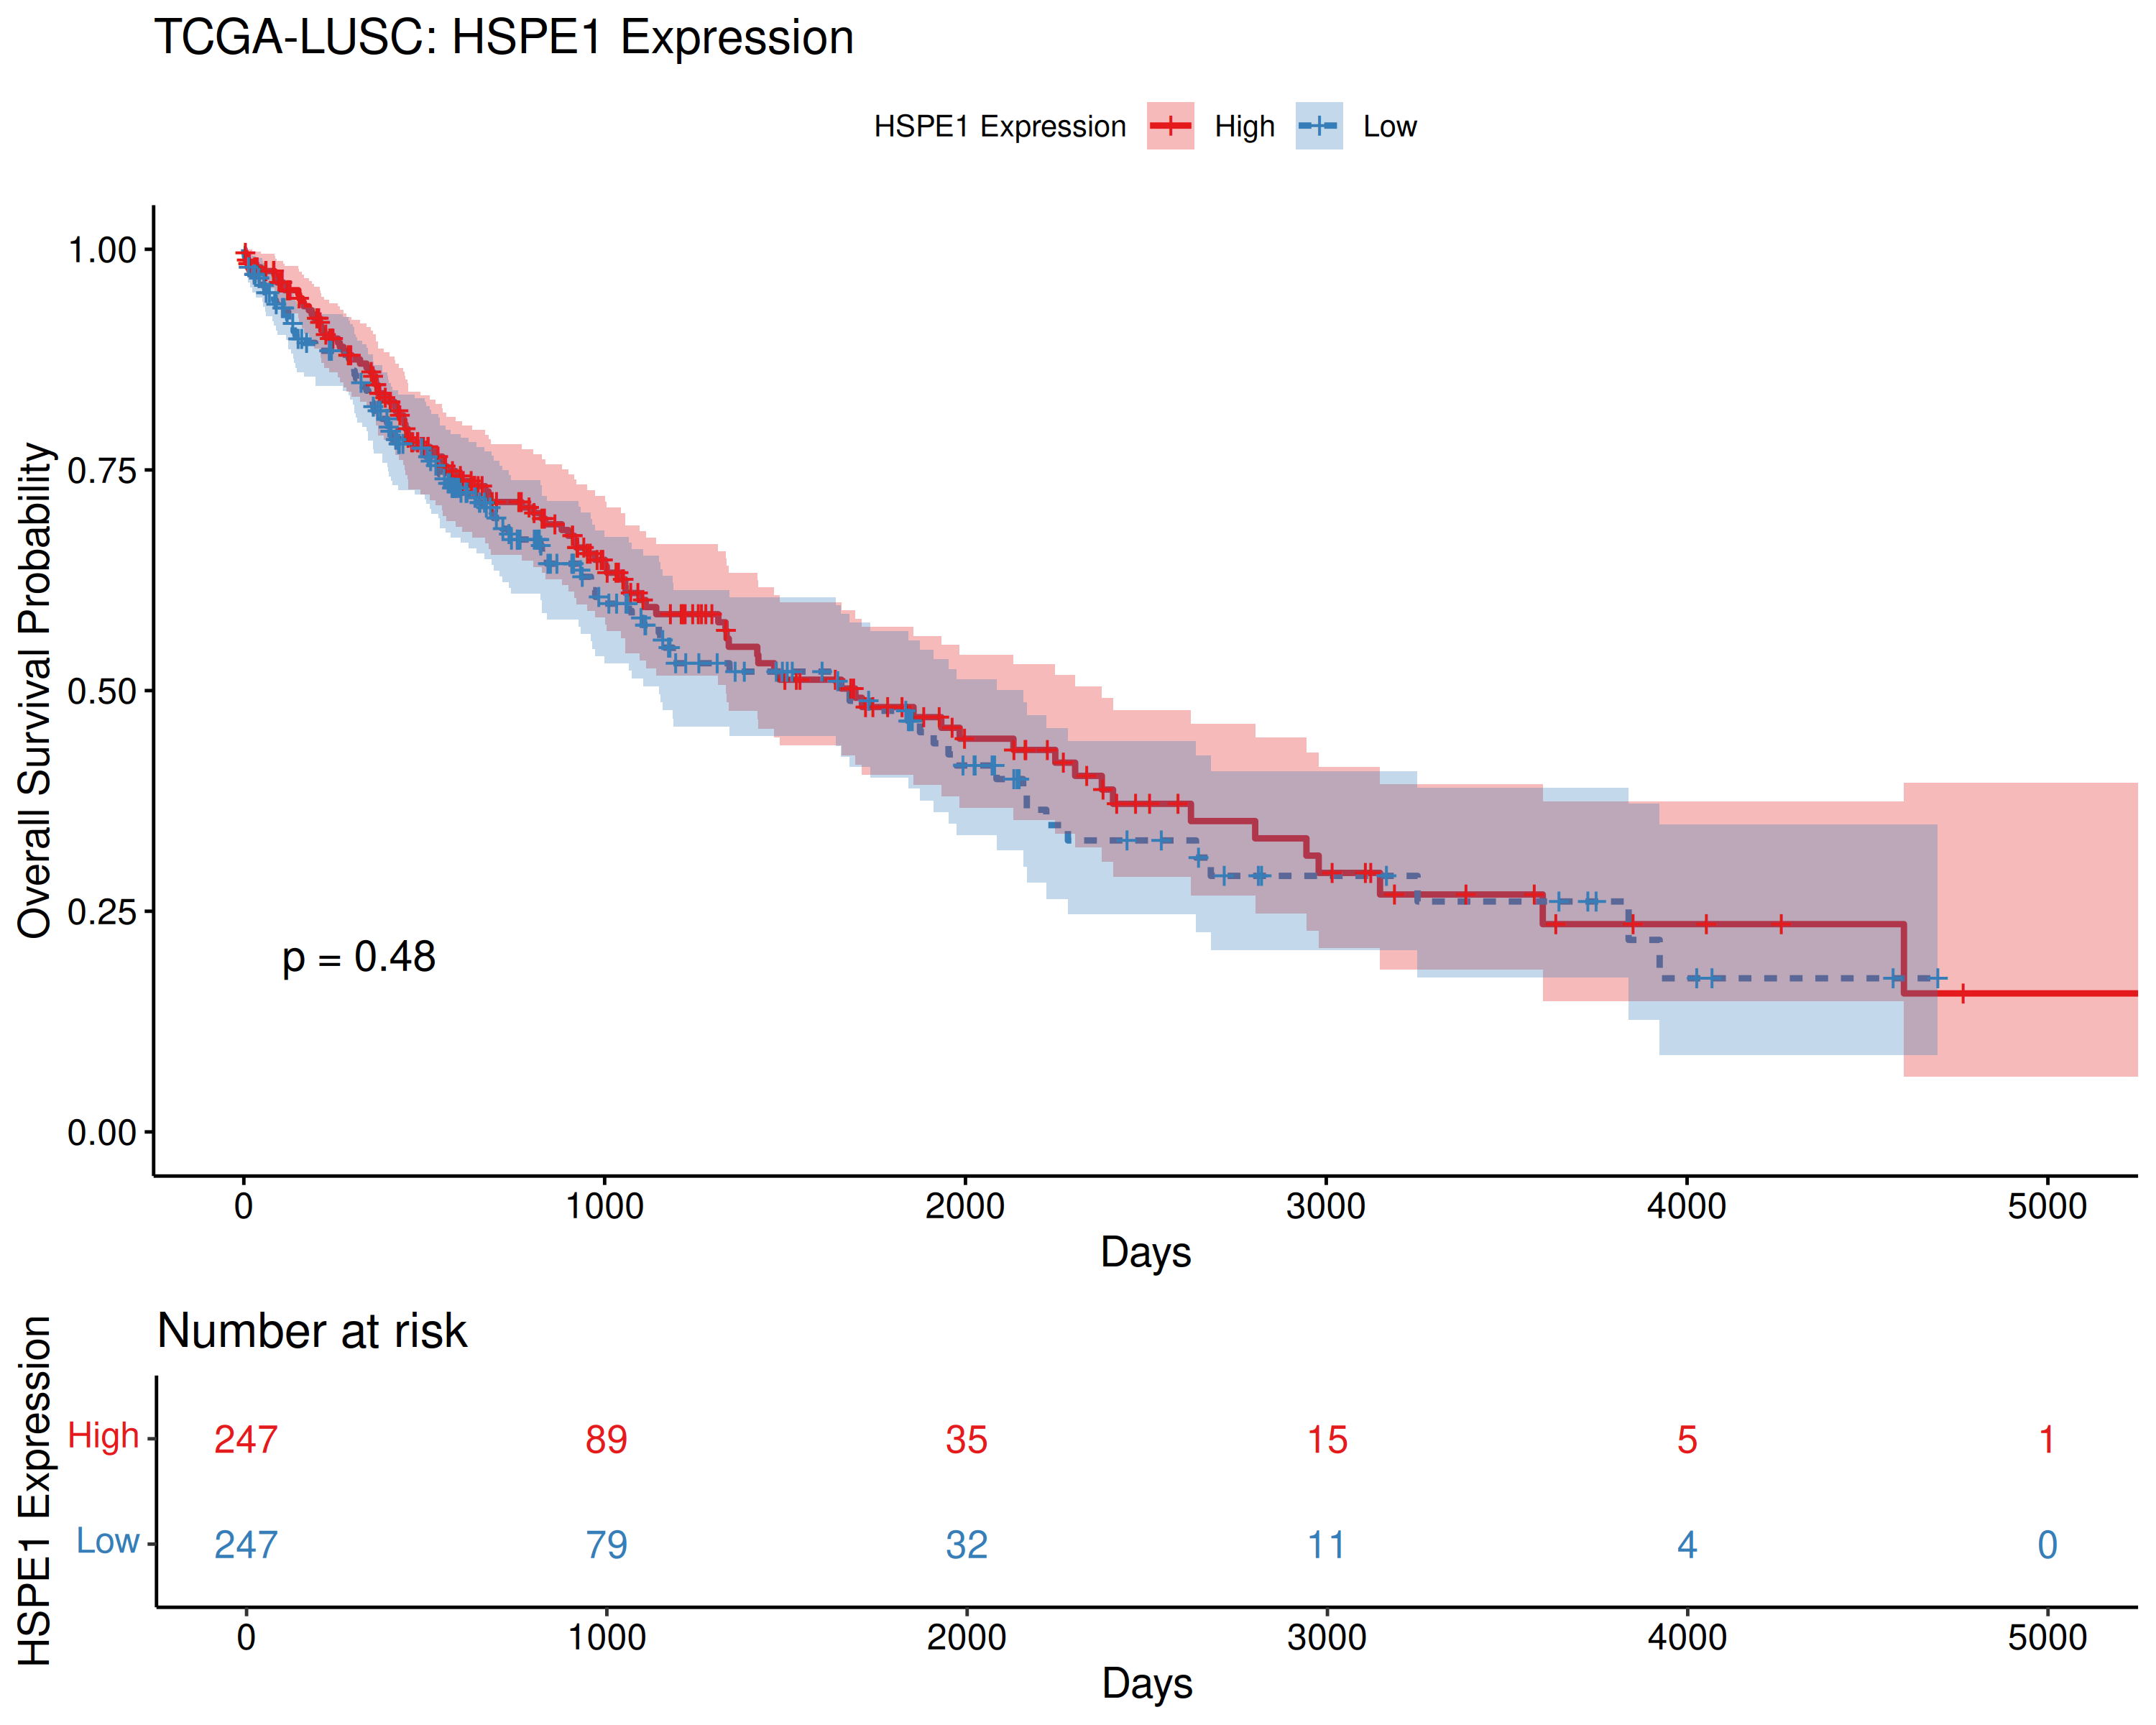 TCGA-LUSC: HSPE1 Expression
HSPE1 Expression High Low
Overall Survival Probability
1.00
0.75
0.50
0.25
0.00
p = 0.48
0 1000 2000 3000 4000 5000
Days
Number at risk
HSPE1 Expression
High 247 89 35 15 5 1
Low 247 79 32 11 4 0
0 1000 2000 3000 4000 5000
Days